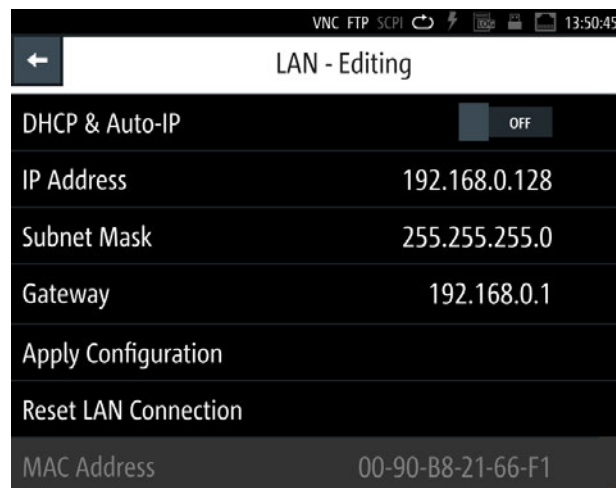 VNC FTP SCPI 13:50:45
LAN - Editing
DHCP & Auto-IP OFF
IP Address 192.168.0.128
Subnet Mask 255.255.255.0
Gateway 192.168.0.1
Apply Configuration
Reset LAN Connection
MAC Address 00-90-B8-21-66-F1